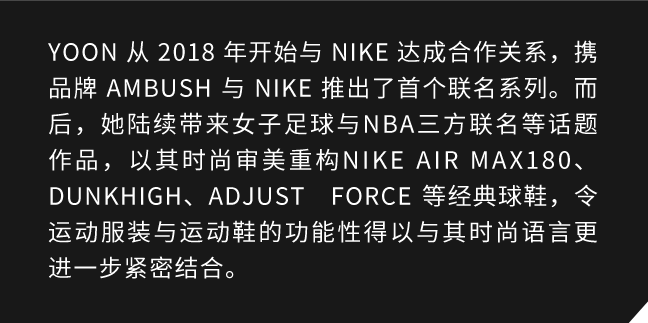 YOON 从 2018 年开始与 NIKE 达成合作关系，携
品牌 AMBUSH 与 NIKE 推出了首个联名系列。而
后，她陆续带来女子足球与NBA三方联名等话题
作品，以其时尚审美重构NIKE AIR MAX180、
DUNKHIGH、ADJUST　FORCE 等经典球鞋，令
运动服装与运动鞋的功能性得以与其时尚语言更
进一步紧密结合。